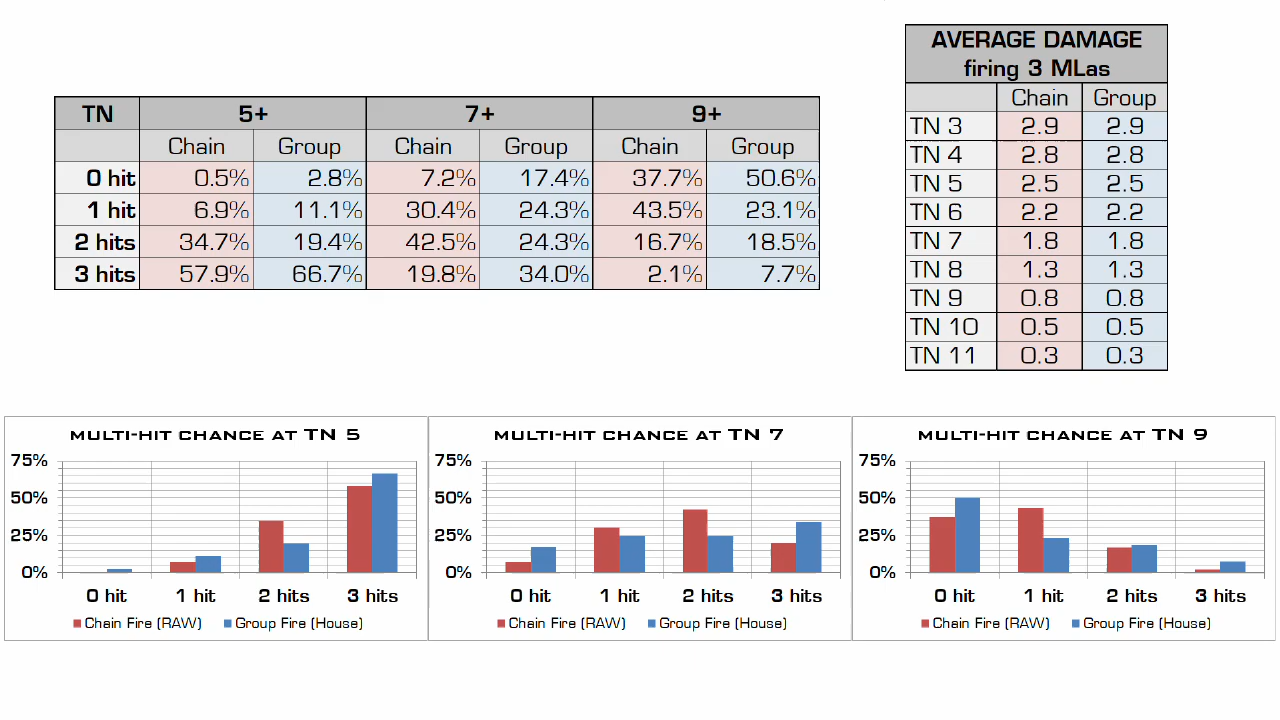 TN 5+ 7+ 9+
Chain Group Chain Group Chain Group
0 hit 0.5% 2.8% 7.2% 17.4% 37.7% 50.6%
1 hit 6.9% 11.1% 30.4% 24.3% 43.5% 23.1%
2 hits 34.7% 19.4% 42.5% 24.3% 16.7% 18.5%
3 hits 57.9% 66.7% 19.8% 34.0% 2.1% 7.7%
AVERAGE DAMAGE
firing 3 MLas
Chain Group
TN 3 2.9 2.9
TN 4 2.8 2.8
TN 5 2.5 2.5
TN 6 2.2 2.2
TN 7 1.8 1.8
TN 8 1.3 1.3
TN 9 0.8 0.8
TN 10 0.5 0.5
TN 11 0.3 0.3
MULTI-HIT CHANCE AT TN 5
75%
50%
25%
0%
0 hit 1 hit 2 hits 3 hits
Chain Fire (RAW) Group Fire (House)
MULTI-HIT CHANCE AT TN 7
75%
50%
25%
0%
0 hit 1 hit 2 hits 3 hits
Chain Fire (RAW) Group Fire (House)
MULTI-HIT CHANCE AT TN 9
75%
50%
25%
0%
0 hit 1 hit 2 hits 3 hits
Chain Fire (RAW) Group Fire (House)